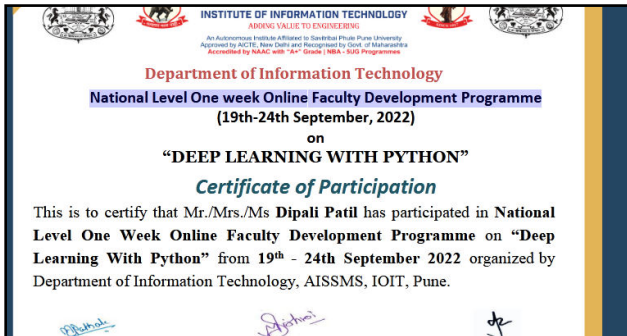 INSTITUTE OF INFORMATION TECHNOLOGY
ADDING VALUE TO ENGINEERING
An Autonomous Institute Affiliated to Savitribai Phule Pune University
Approved by AICTE, New Delhi and Recognised by Govt. of Maharashtra
Accredited by NAAC with "A+" Grade | NBA - 5UG Programmes
Department of Information Technology
National Level One week Online Faculty Development Programme
(19th-24th September, 2022)
on
“DEEP LEARNING WITH PYTHON”
Certificate of Participation
This is to certify that Mr./Mrs./Ms Dipali Patil has participated in National
Level One Week Online Faculty Development Programme on “Deep
Learning With Python” from 19th - 24th September 2022 organized by
Department of Information Technology, AISSMS, IOIT, Pune.